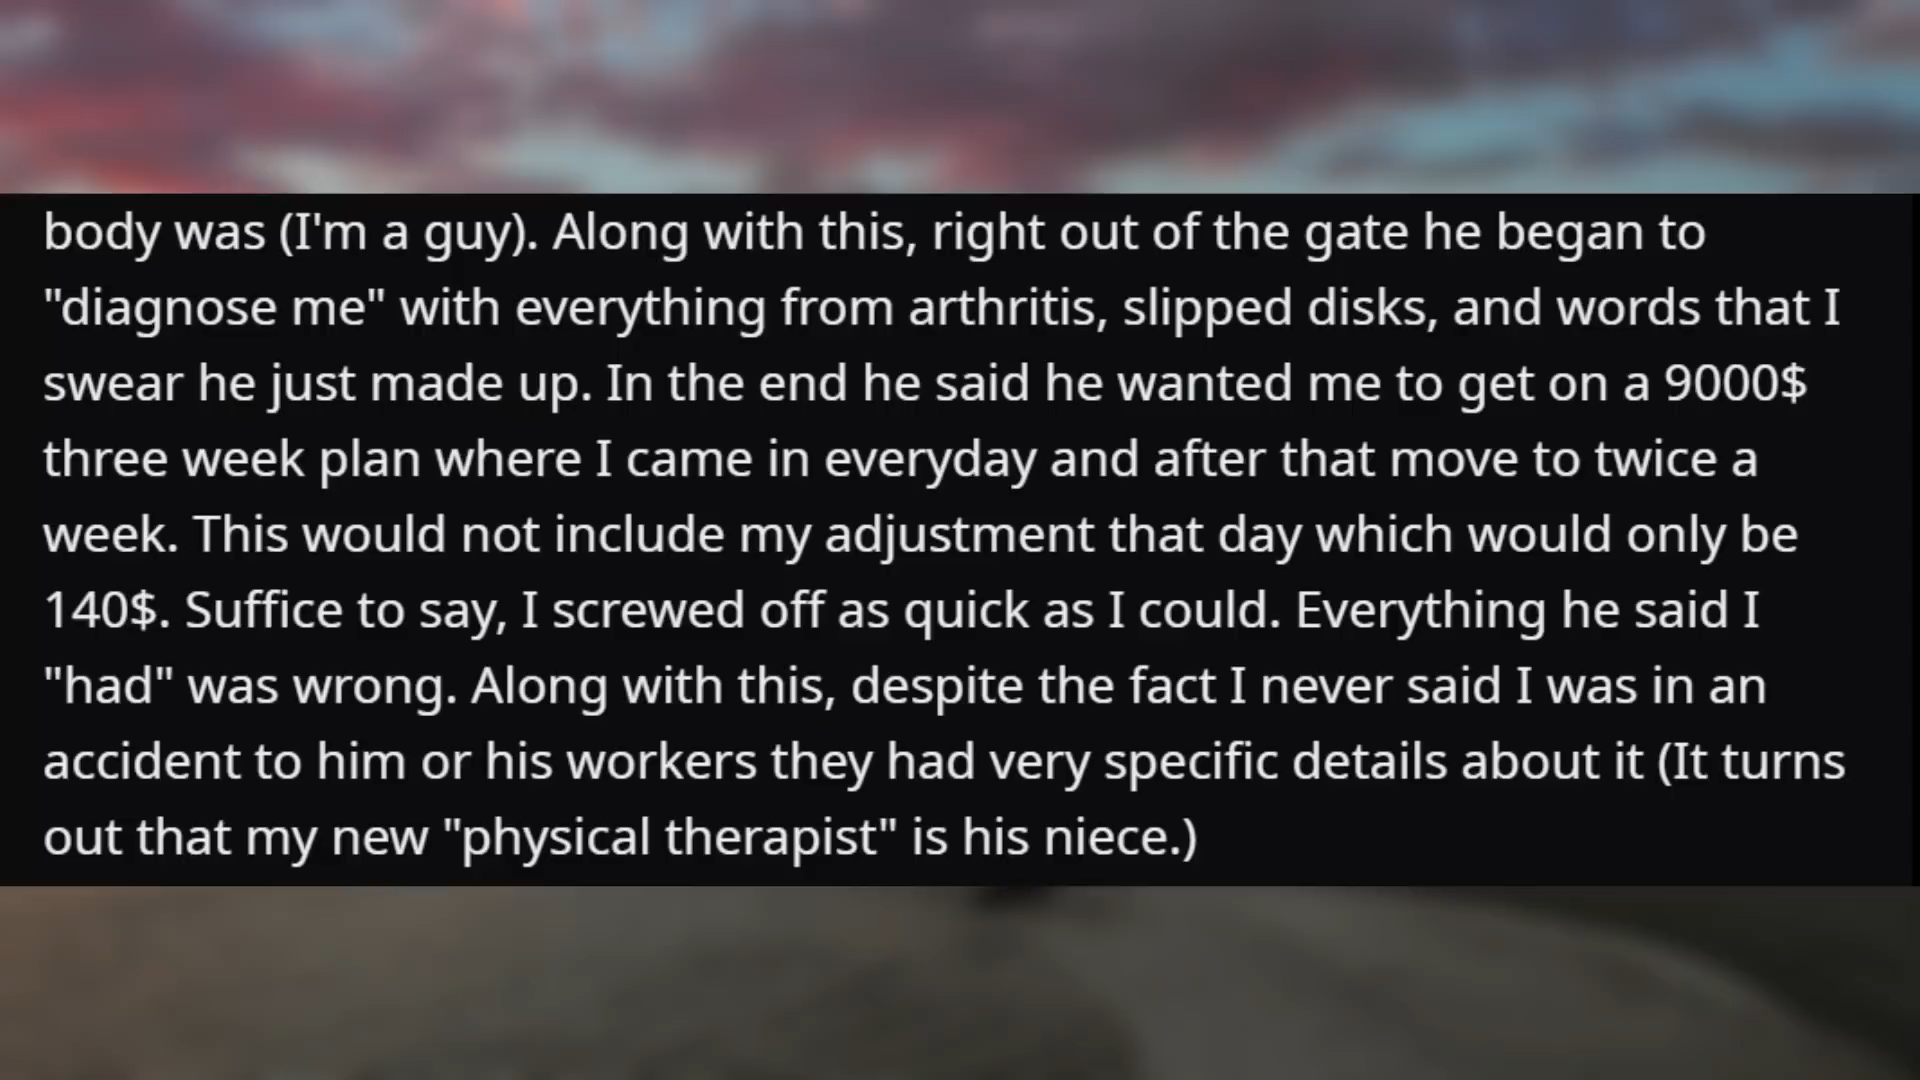 body was (I'm a guy). Along with this, right out of the gate he began to
"diagnose me" with everything from arthritis, slipped disks, and words that I
swear he just made up. In the end he said he wanted me to get on a 9000$
three week plan where I came in everyday and after that move to twice a
week. This would not include my adjustment that day which would only be
140$. Suffice to say, I screwed off as quick as I could. Everything he said I
"had" was wrong. Along with this, despite the fact I never said I was in an
accident to him or his workers they had very specific details about it (It turns
out that my new "physical therapist" is his niece.)